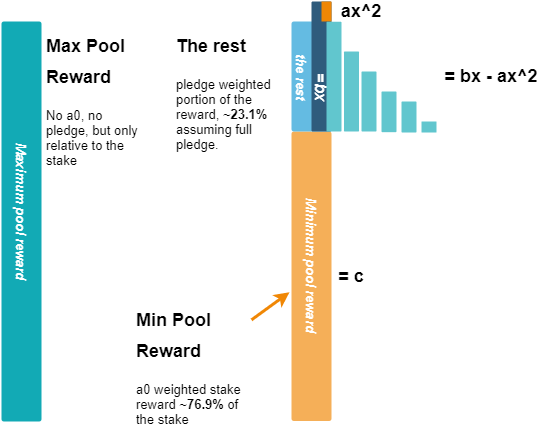 Max Pool
Reward
No a0, no
pledge, but only
relative to the
stake
Maximum pool reward
The rest
pledge weighted
portion of the
reward, ~23.1%
assuming full
pledge.
ax^2
the rest
=bx
= bx - ax^2
Minimum pool reward
= c
Min Pool
Reward
a0 weighted stake
reward ~76.9% of
the stake